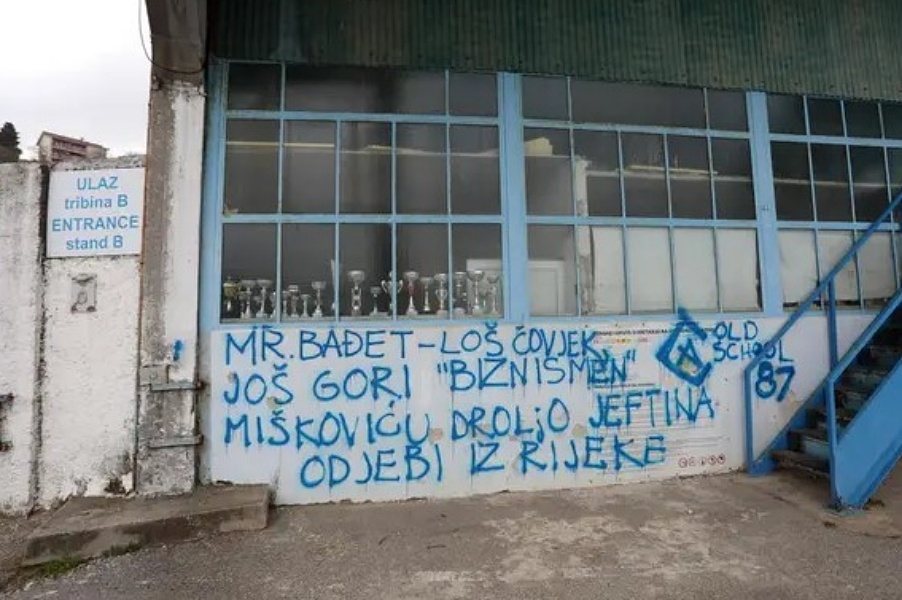 ULAZ
tribina B
ENTRANCE
stand B
MR. BAĐET - LOŠ ČOVJEK
JOŠ GORI "BIZNISMEN"
MIŠKOVIĆU DROLJO JEFTINA
ODJEBI IZ RIJEKE
OLD
SCHOOL
87